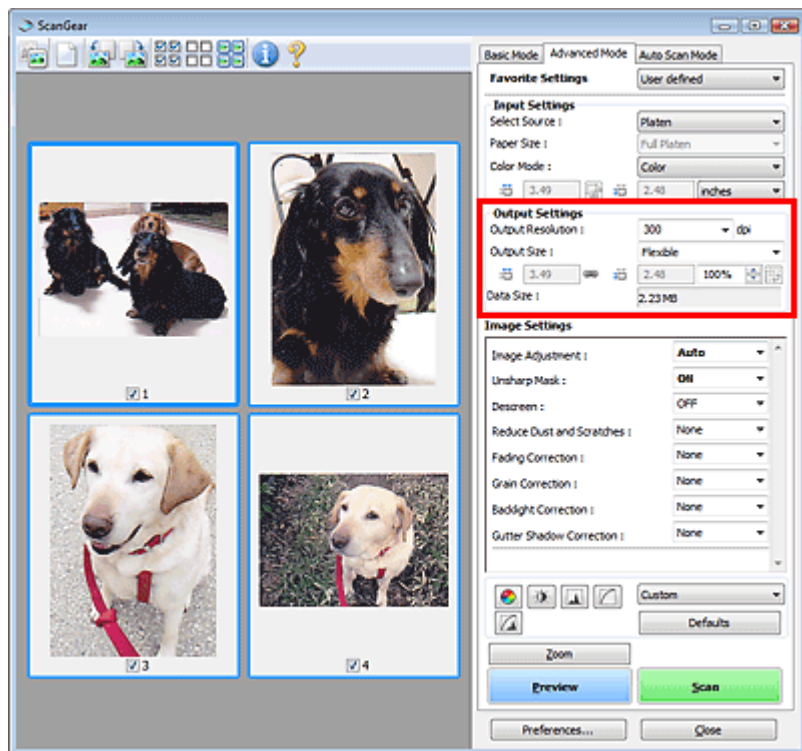 ScanGear
Basic Mode Advanced Mode Auto Scan Mode
Favorite Settings User defined
Input Settings
Select Source : Platen
Paper Size : Full Platen
Color Mode : Color
3.49 2.48 inches
Output Settings
Output Resolution : 300 dpi
Output Size : Flexible
3.49 2.48 100%
Data Size : 2.23 MB
Image Settings
Image Adjustment : Auto
Unsharp Mask : ON
Descreen : OFF
Reduce Dust and Scratches : None
Fading Correction : None
Grain Correction : None
Backlight Correction : None
Gutter Shadow Correction : None
Custom
Defaults
Zoom
Preview Scan
Preferences... Close
1
2
3
4